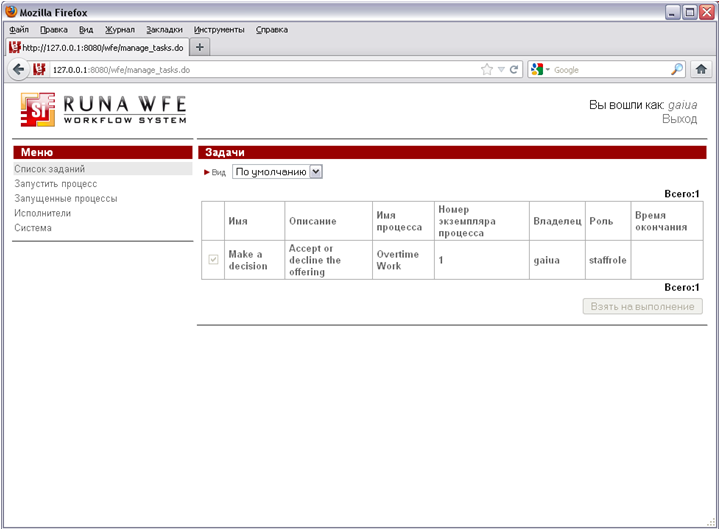 Mozilla Firefox
Файл Правка Вид Журнал Закладки Инструменты Справка
http://127.0.0.1:8080/wfe/manage_tasks.do
127.0.0.1:8080/wfe/manage_tasks.do Google
RUNA WFE
WORKFLOW SYSTEM
Вы вошли как: gaiua
Выход
Меню
Список заданий
Запустить процесс
Запущенные процессы
Исполнители
Система
Задачи
Вид По умолчанию
Всего:1
Имя Описание Имя процесса Номер экземпляра процесса Владелец Роль Время окончания
Make a decision Accept or decline the offering Overtime Work 1 gaiua staffrole
Всего:1
Взять на выполнение